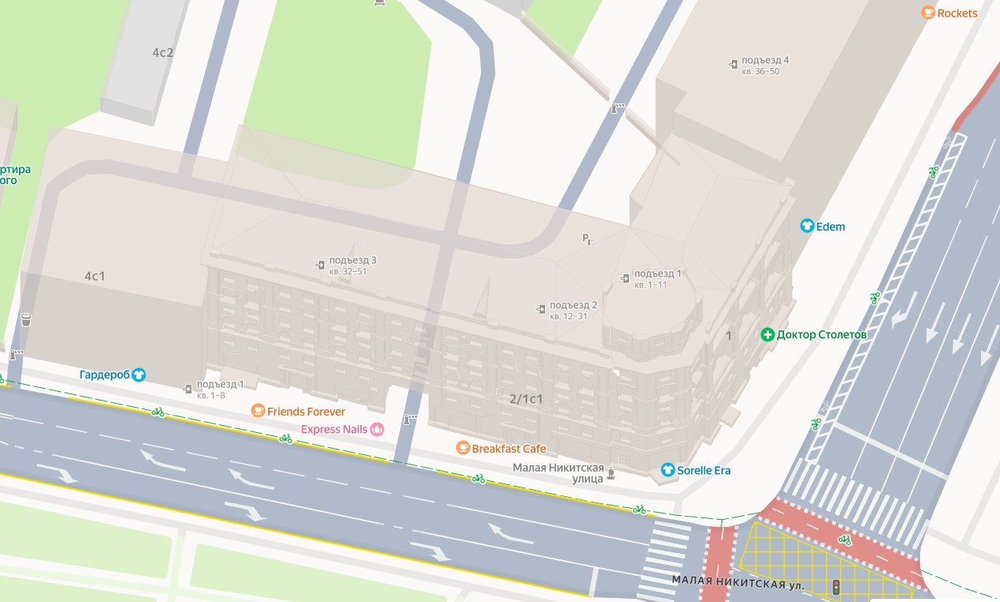 Rockets
4с2
подъезд 4
кв. 36–50
ртира
ого
Edem
P
подъезд 3
кв. 32–51
4с1
подъезд 1
кв. 1–11
подъезд 2
кв. 12–31
1
Доктор Столетов
Гардероб
подъезд 1
кв. 1–8
2/1с1
Friends Forever
Express Nails
Breakfast Cafe
Малая Никитская
улица
Sorelle Era
МАЛАЯ НИКИТСКАЯ ул.